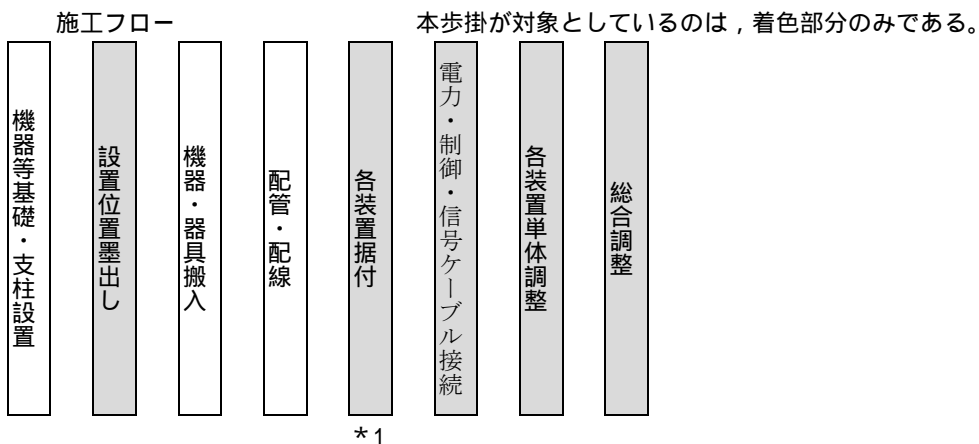 施工フロー
本歩掛が対象としているのは，着色部分のみである。
機器等基礎・支柱設置
設置位置墨出し
機器・器具搬入
配管・配線
各装置据付
電力・制御・信号ケーブル接続
各装置単体調整
総合調整
＊1